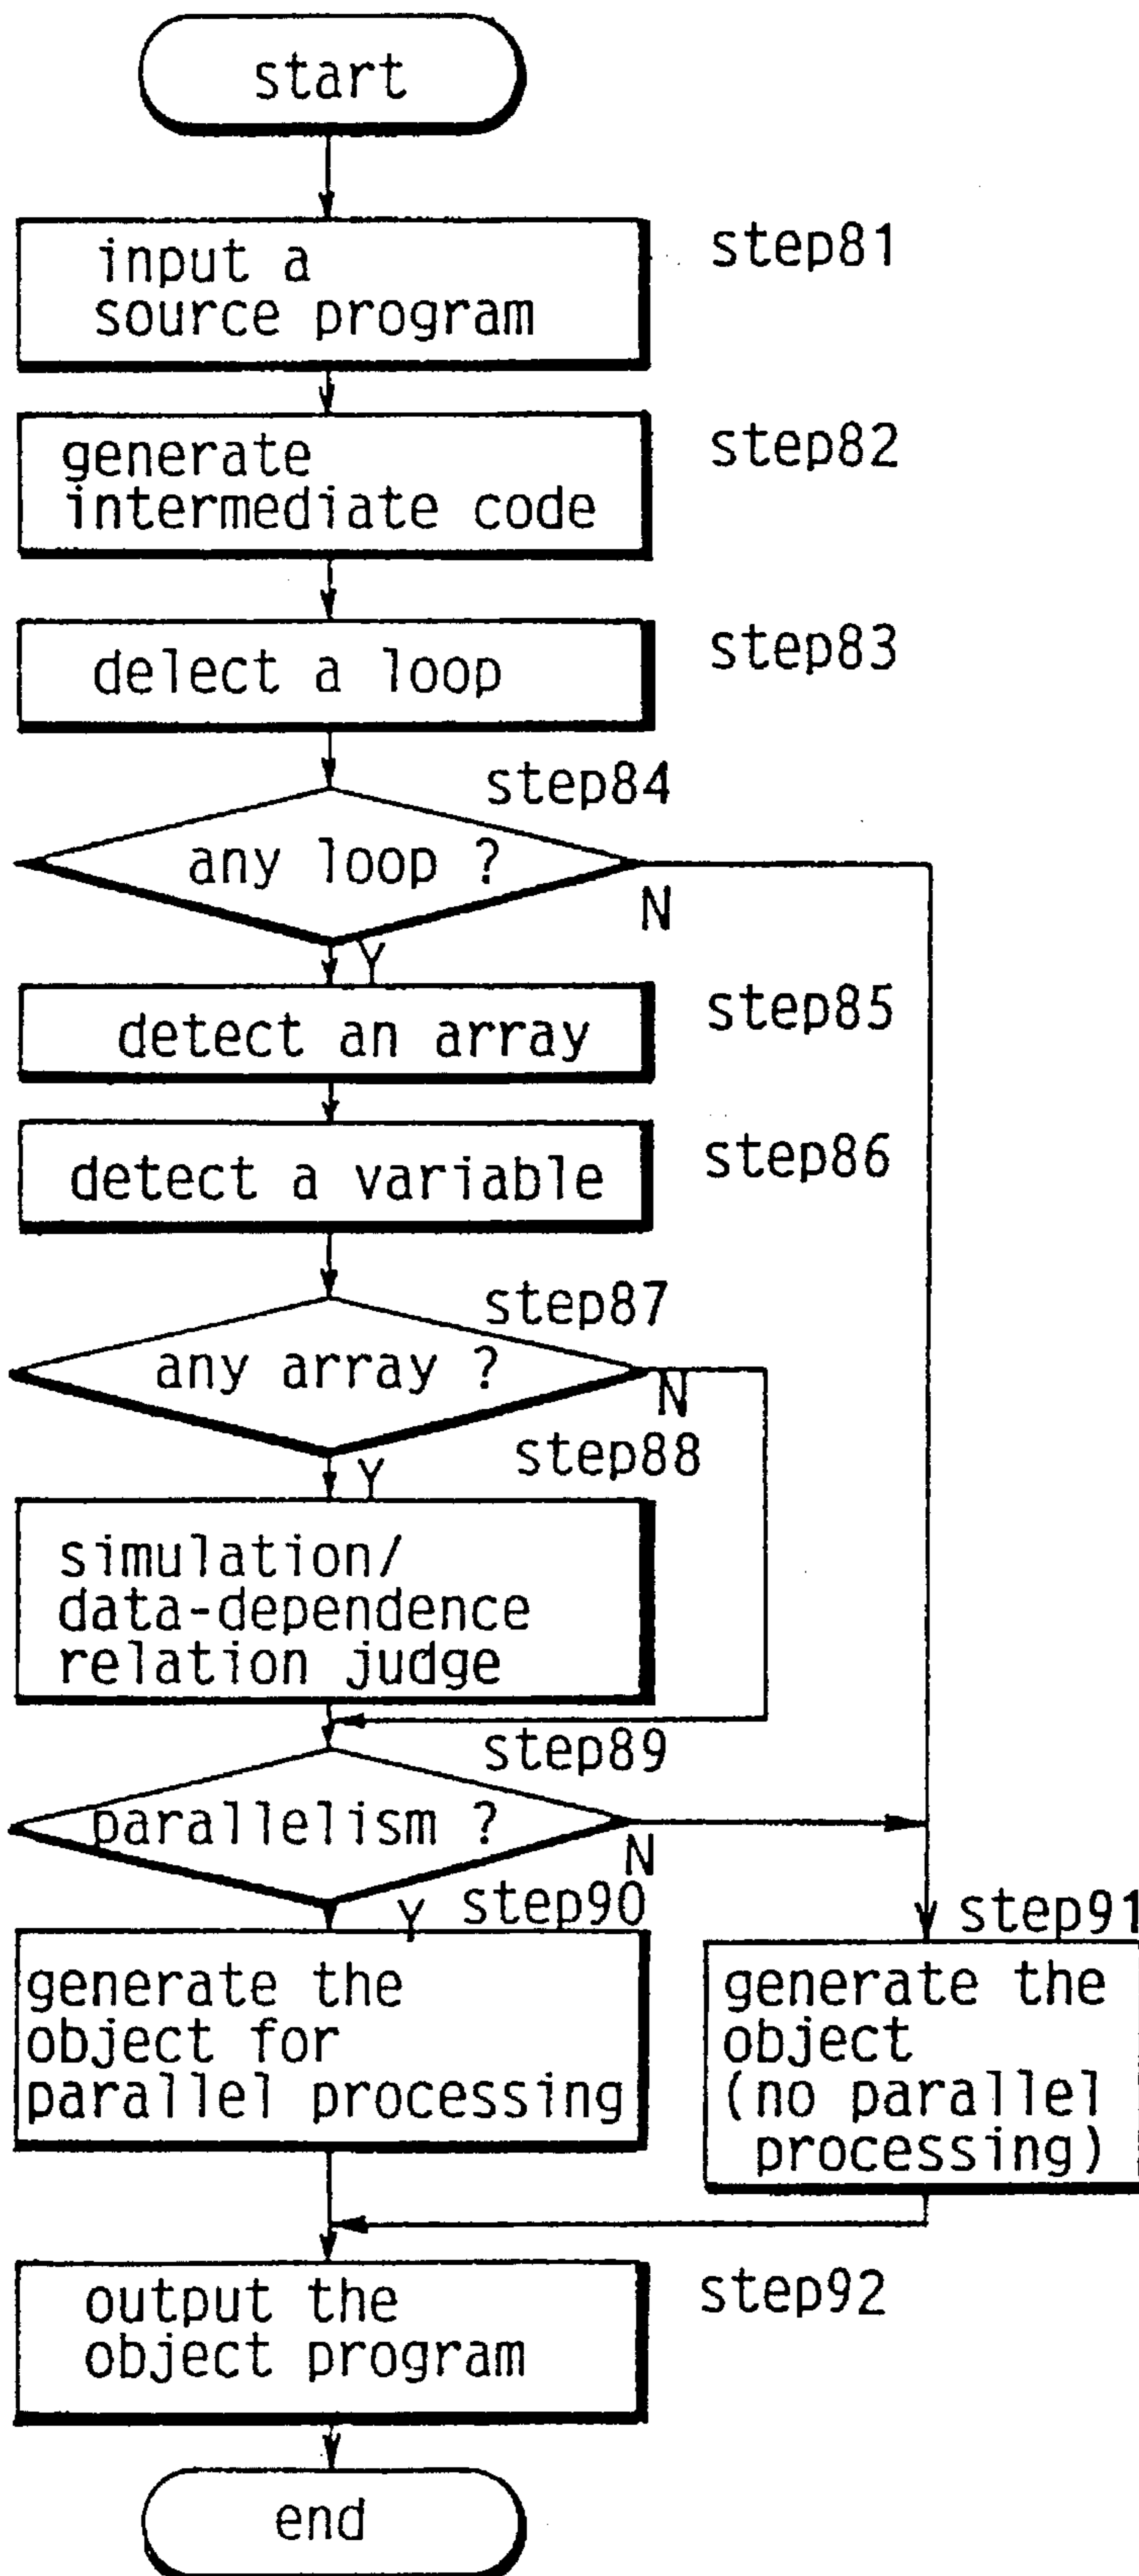 start
input a
source program
step81
generate
intermediate code
step82
delect a loop
step83
step84
any loop ?
N
Y
detect an array
step85
detect a variable
step86
step87
any array ?
N
step88
Y
simulation/
data-dependence
relation judge
step89
parallelism ?
N
Y
step90
generate the
object for
parallel processing
step91
generate the
object
(no parallel
processing)
output the
object program
step92
end